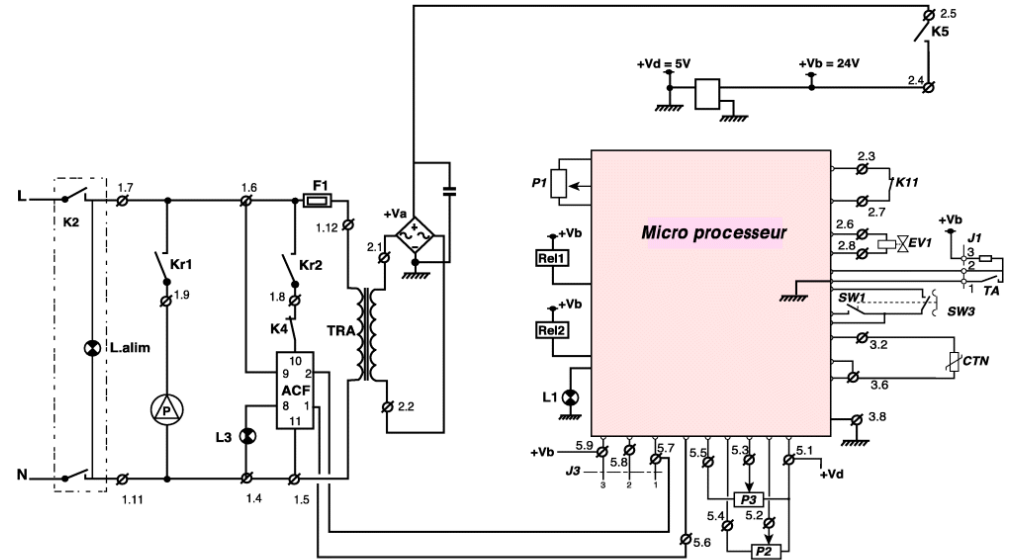 2.5
K5
+Vd = 5V
+Vb = 24V
2.4
2.3
P1
K11
L
1.7
1.6
F1
2.7
K2
+Va
1.12
2.6
+Vb
J1
+Vb
Micro processeur
2.1
2.8
EV1
Rel1
3
Kr1
Kr2
2
1
TA
1.9
1.8
+Vb
SW1
SW3
K4
TRA
Rel2
3.2
L.alim
10
CTN
9 2
ACF
3.6
8 1
L1
P
2.2
11
3.8
L3
5.9
5.7
5.3
5.1
+Vb
5.8
5.5
J3
+Vd
N
3 2 1
1.11
1.4
1.5
P3
5.4
5.2
5.6
P2